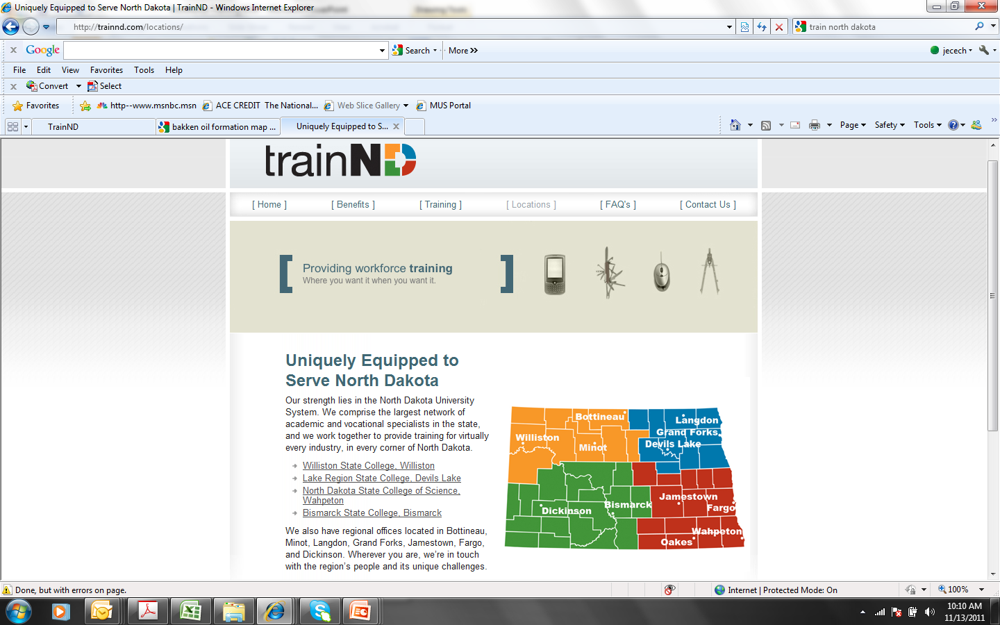 Uniquely Equipped to Serve North Dakota | TrainND - Windows Internet Explorer
http://trainnd.com/locations/
train north dakota
x Google Search More »
jecech
File Edit View Favorites Tools Help
x Convert Select
Favorites http--www.msnbc.msn ACE CREDIT The National... Web Slice Gallery MUS Portal
TrainND bakken oil formation map ... Uniquely Equipped to S... Page Safety Tools »
trainND
[ Home ] [ Benefits ] [ Training ] [ Locations ] [ FAQ's ] [ Contact Us ]
Providing workforce training
Where you want it when you want it.
Uniquely Equipped to
Serve North Dakota
Our strength lies in the North Dakota University
System. We comprise the largest network of
academic and vocational specialists in the state,
and we work together to provide training for virtually
every industry, in every corner of North Dakota.
Williston State College, Williston
Lake Region State College, Devils Lake
North Dakota State College of Science,
Wahpeton
Bismarck State College, Bismarck
We also have regional offices located in Bottineau,
Minot, Langdon, Grand Forks, Jamestown, Fargo,
and Dickinson. Wherever you are, we're in touch
with the region's people and its unique challenges.
Bottineau
Langdon
Grand Forks
Williston
Devils Lake
Minot
Jamestown
Bismarck
Fargo
Dickinson
Wahpeton
Oakes
Done, but with errors on page.
Internet | Protected Mode: On
100%
10:10 AM
11/13/2011